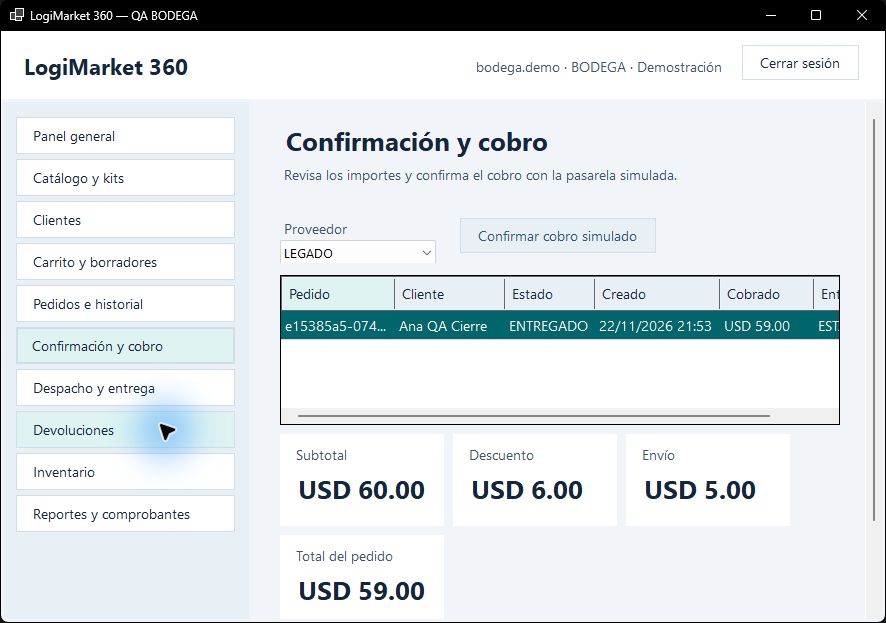 LogiMarket 360 — QA BODEGA
LogiMarket 360
bodega.demo · BODEGA · Demostración
Cerrar sesión
Panel general
Catálogo y kits
Clientes
Carrito y borradores
Pedidos e historial
Confirmación y cobro
Despacho y entrega
Devoluciones
Inventario
Reportes y comprobantes
Confirmación y cobro
Revisa los importes y confirma el cobro con la pasarela simulada.
Proveedor
LEGADO
Confirmar cobro simulado
Pedido Cliente Estado Creado Cobrado Ent
e15385a5-074... Ana QA Cierre ENTREGADO 22/11/2026 21:53 USD 59.00 EST
Subtotal
USD 60.00
Descuento
USD 6.00
Envío
USD 5.00
Total del pedido
USD 59.00